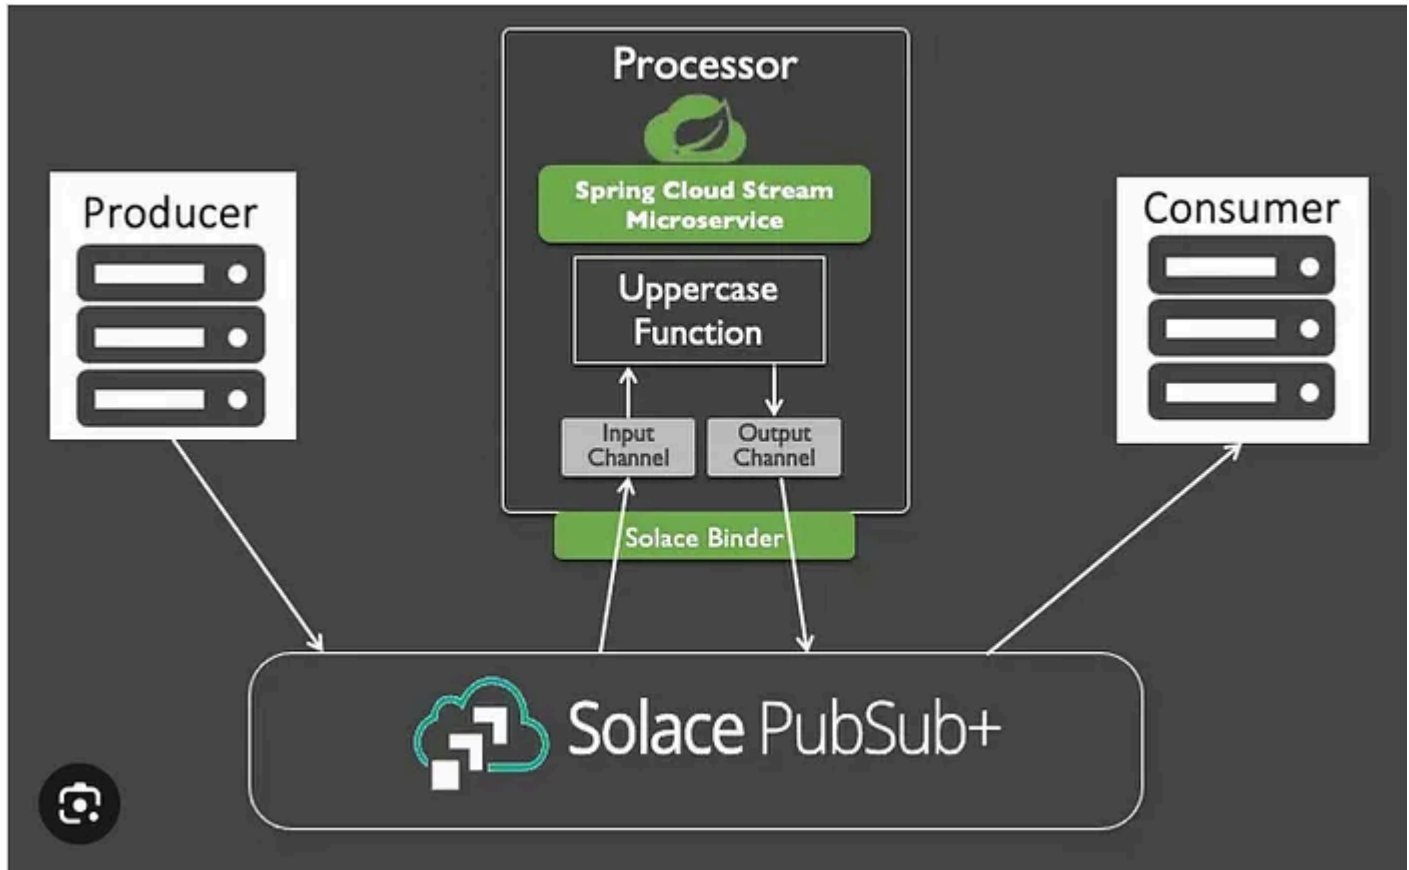 Processor
Spring Cloud Stream
Microservice
Producer
Consumer
Uppercase
Function
Input
Channel
Output
Channel
Solace Binder
Solace PubSub+